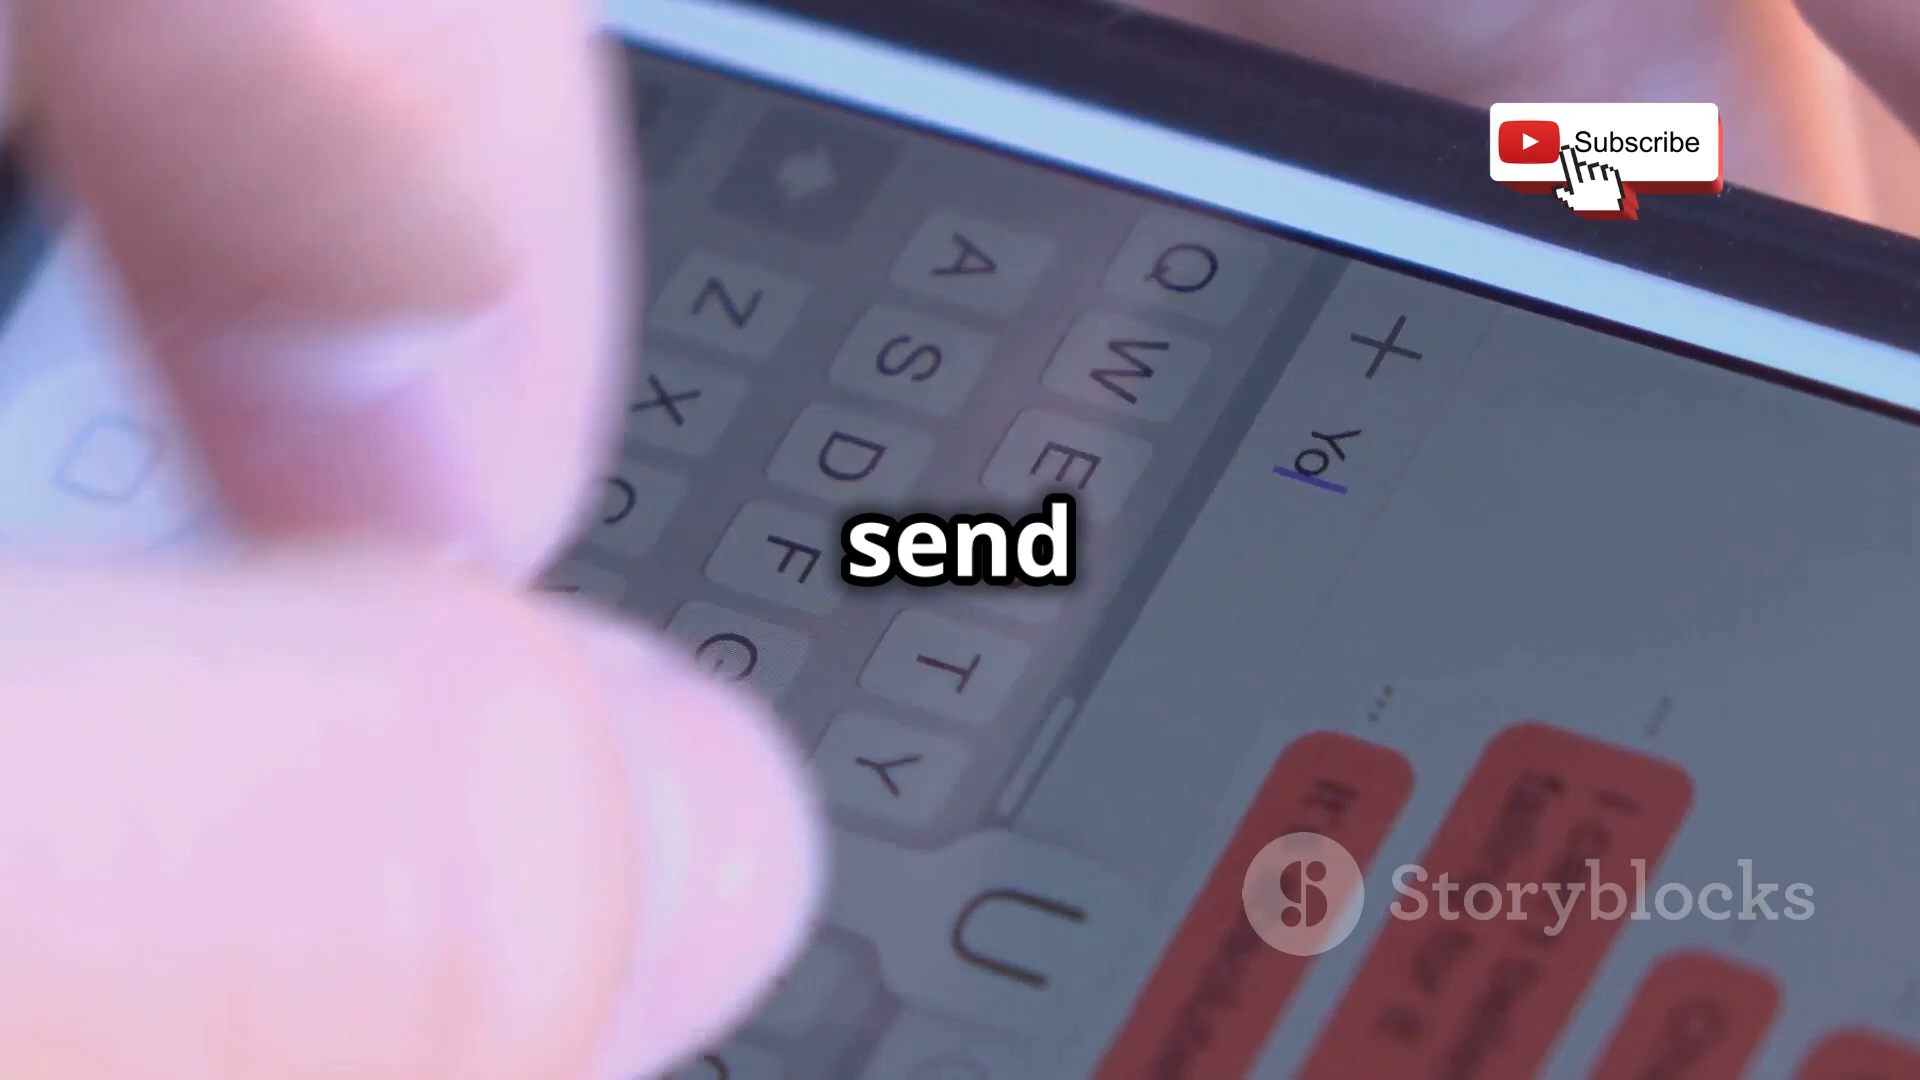 Subscribe
Q W E T Y U
A S D F G
Z X C
Yo
send
Storyblocks